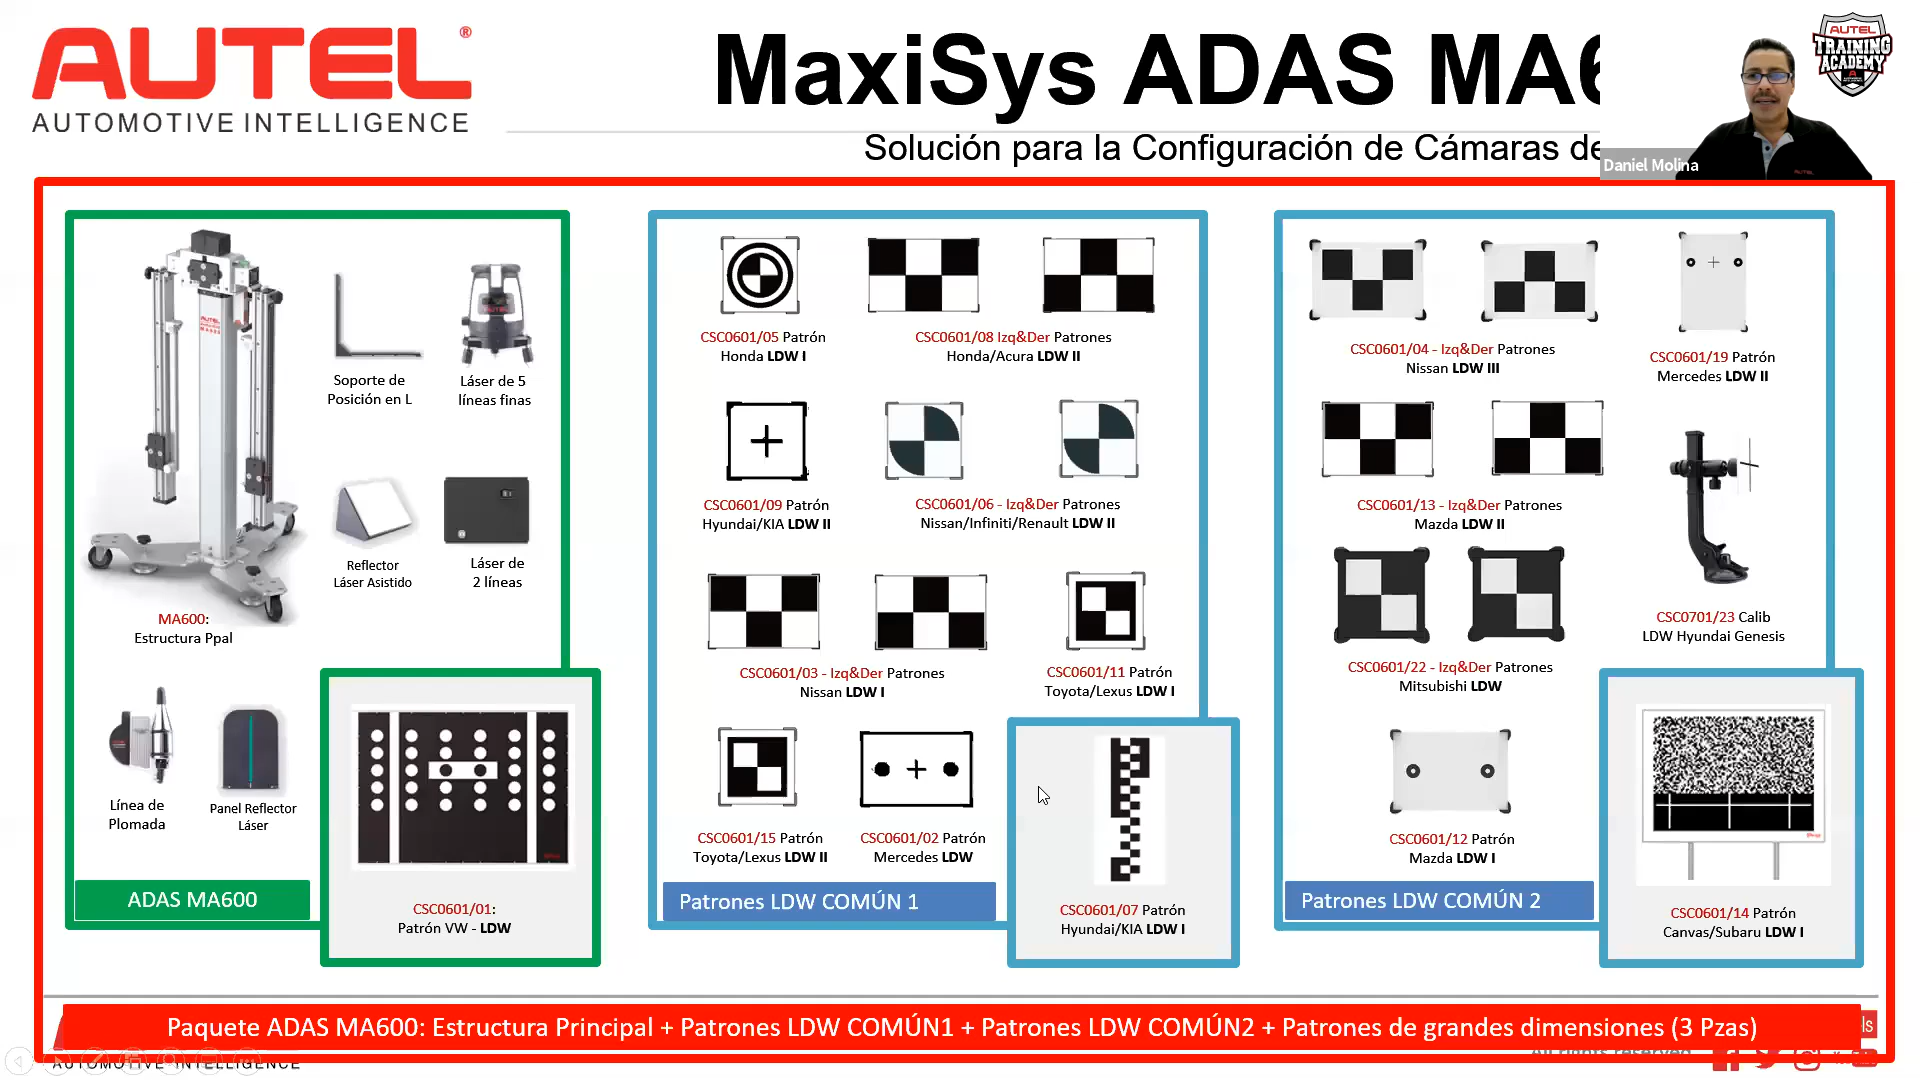 AUTEL®
AUTOMOTIVE INTELLIGENCE
MaxiSys ADAS MA6
Solución para la Configuración de Cámaras de
AUTEL
TRAINING
ACADEMY
Daniel Molina
Soporte de
Posición en L
Láser de 5
líneas finas
Reflector
Láser Asistido
Láser de
2 líneas
MA600:
Estructura Ppal
Línea de
Plomada
Panel Reflector
Láser
ADAS MA600
CSC0601/01:
Patrón VW - LDW
CSC0601/05 Patrón
Honda LDW I
CSC0601/08 Izq&Der Patrones
Honda/Acura LDW II
CSC0601/09 Patrón
Hyundai/KIA LDW II
CSC0601/06 - Izq&Der Patrones
Nissan/Infiniti/Renault LDW II
CSC0601/03 - Izq&Der Patrones
Nissan LDW I
CSC0601/11 Patrón
Toyota/Lexus LDW I
CSC0601/15 Patrón
Toyota/Lexus LDW II
CSC0601/02 Patrón
Mercedes LDW
Patrones LDW COMÚN 1
CSC0601/07 Patrón
Hyundai/KIA LDW I
CSC0601/04 - Izq&Der Patrones
Nissan LDW III
CSC0601/19 Patrón
Mercedes LDW II
CSC0601/13 - Izq&Der Patrones
Mazda LDW II
CSC0701/23 Calib
LDW Hyundai Genesis
CSC0601/22 - Izq&Der Patrones
Mitsubishi LDW
CSC0601/12 Patrón
Mazda LDW I
Patrones LDW COMÚN 2
CSC0601/14 Patrón
Canvas/Subaru LDW I
Paquete ADAS MA600: Estructura Principal + Patrones LDW COMÚN1 + Patrones LDW COMÚN2 + Patrones de grandes dimensiones (3 Pzas)
AUTOMOTIVE INTELLIGENCE